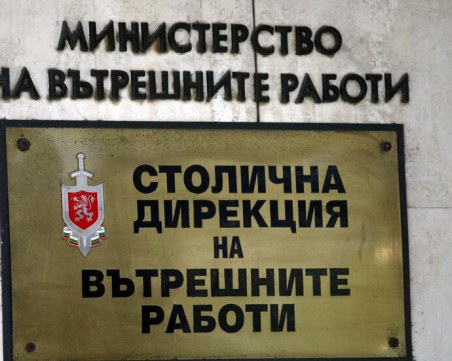 МИНИСТЕРСТВО
НА ВЪТРЕШНИТЕ РАБОТИ
СТОЛИЧНА
ДИРЕКЦИЯ
НА
ВЪТРЕШНИТЕ
РАБОТИ